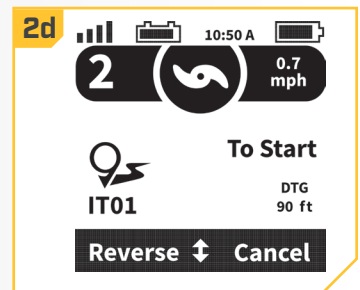 2d
10:50 A
2
0.7
mph
To Start
IT01
DTG
90 ft
Reverse
Cancel